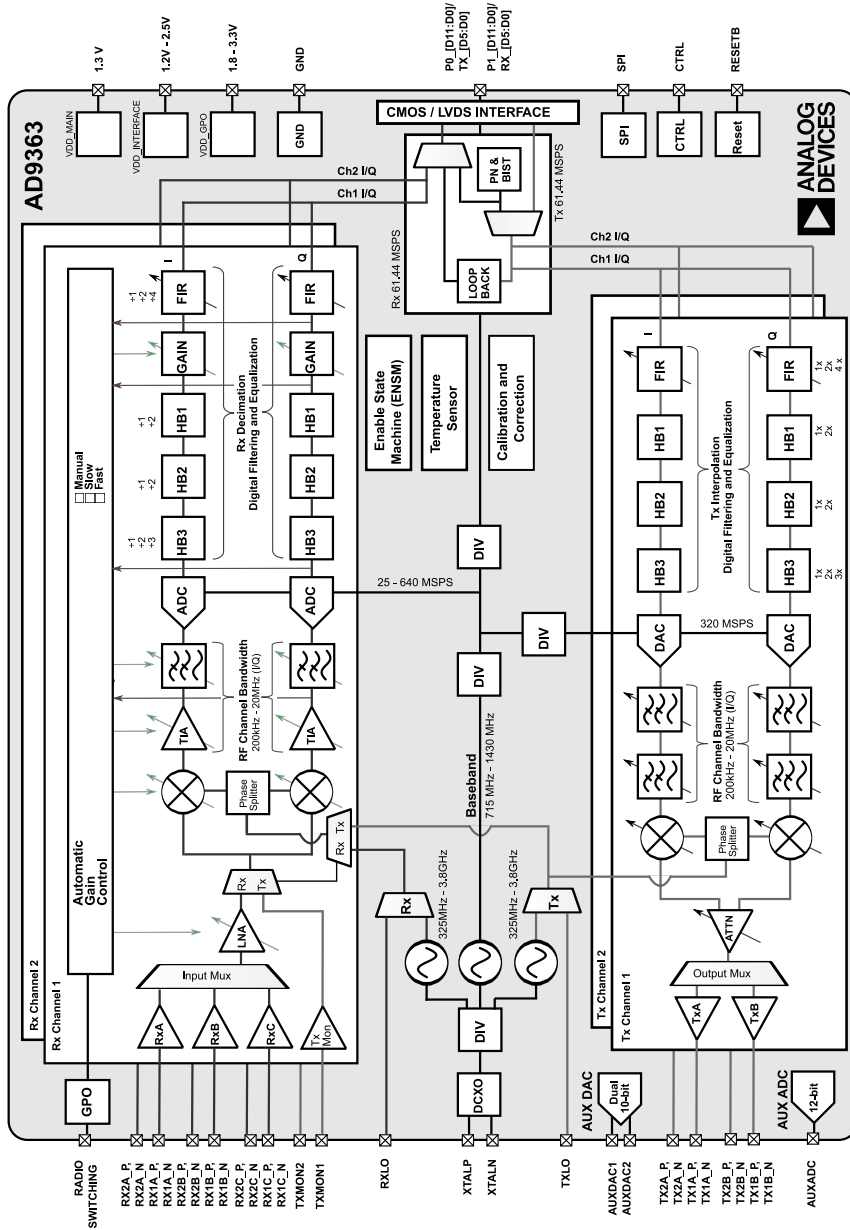 AD9363
Rx Channel 2
Rx Channel 1
Automatic
Gain
Control
Manual
Slow
Fast
GPO
RADIO
SWITCHING
RX2A_P,
RX2A_N
RX1A_P,
RX1A_N
RX2B_P,
RX2B_N
RX1B_P,
RX1B_N
RX2C_P,
RX2C_N
RX1C_P,
RX1C_N
TXMON2
TXMON1
RxA
RxB
RxC
Tx
Mon
Input Mux
LNA
Rx
Tx
Rx Tx
Phase
Splitter
TIA
TIA
RF Channel Bandwidth
200kHz - 20MHz (I/Q)
ADC
ADC
HB3
HB2
HB1
GAIN
FIR
I
÷1
÷2
÷3
÷1
÷2
÷1
÷2
÷1
÷2
÷4
Rx Decimation
Digital Filtering and Equalization
HB3
HB2
HB1
GAIN
FIR
Q
Ch2 I/Q
Ch1 I/Q
VDD_MAIN
1.3 V
VDD_INTERFACE
1.2V - 2.5V
VDD_GPO
1.8 - 3.3V
GND
GND
RXLO
XTALP
XTALN
TXLO
DCXO
DIV
Rx
325MHz - 3.8GHz
325MHz - 3.8GHz
Tx
Baseband
715 MHz - 1430 MHz
DIV
DIV
DIV
25 - 640 MSPS
Enable State
Machine (ENSM)
Temperature
Sensor
Calibration and
Correction
Rx 61.44 MSPS
Tx 61.44 MSPS
LOOP
BACK
PN &
BIST
CMOS / LVDS INTERFACE
P0_[D11:D0]/
TX_[D5:D0]
P1_[D11:D0]/
RX_[D5:D0]
Ch2 I/Q
Ch1 I/Q
SPI
SPI
CTRL
CTRL
Reset
RESETB
ANALOG
DEVICES
AUX DAC
Dual
10-bit
AUXDAC1
AUXDAC2
TX2A_P,
TX2A_N
TX1A_P,
TX1A_N
TX2B_P,
TX2B_N
TX1B_P,
TX1B_N
AUX ADC
12-bit
AUXADC
Tx Channel 2
Tx Channel 1
TxA
TxB
Output Mux
ATTN
Phase
Splitter
RF Channel Bandwidth
200kHz - 20MHz (I/Q)
DAC
DAC
320 MSPS
HB3
HB2
HB1
FIR
I
Tx Interpolation
Digital Filtering and Equalization
HB3
HB2
HB1
FIR
Q
1x
2x
3x
1x
2x
1x
2x
1x
2x
4 x